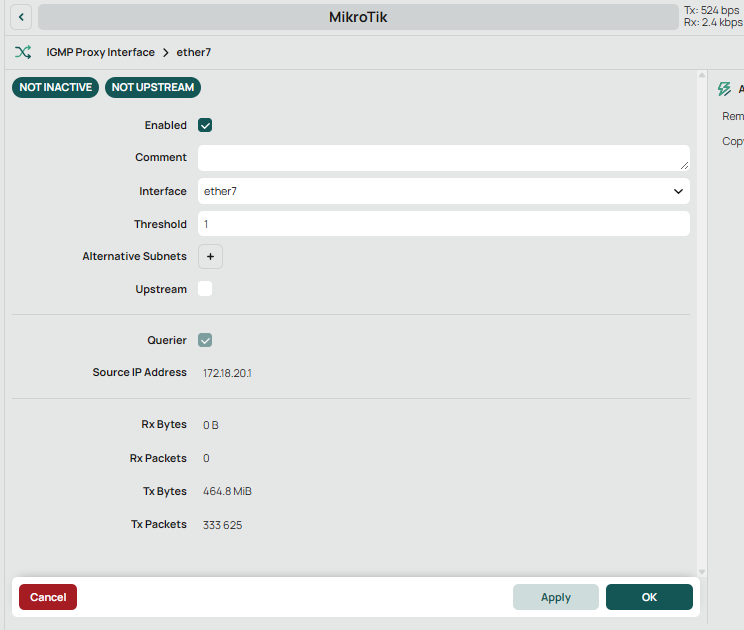 MikroTik
Tx: 524 bps
Rx: 2.4 kbps
IGMP Proxy Interface > ether7
NOT INACTIVE NOT UPSTREAM
Enabled
Comment
Interface ether7
Threshold 1
Alternative Subnets +
Upstream
Querier
Source IP Address 172.18.20.1
Rx Bytes 0 B
Rx Packets 0
Tx Bytes 464.8 MiB
Tx Packets 333 625
Cancel Apply OK
A
Rem
Copy